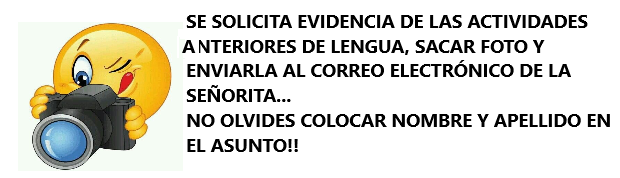 SE SOLICITA EVIDENCIA DE LAS ACTIVIDADES
ANTERIORES DE LENGUA, SACAR FOTO Y
ENVIARLA AL CORREO ELECTRÓNICO DE LA
SEÑORITA...
NO OLVIDES COLOCAR NOMBRE Y APELLIDO EN
EL ASUNTO!!